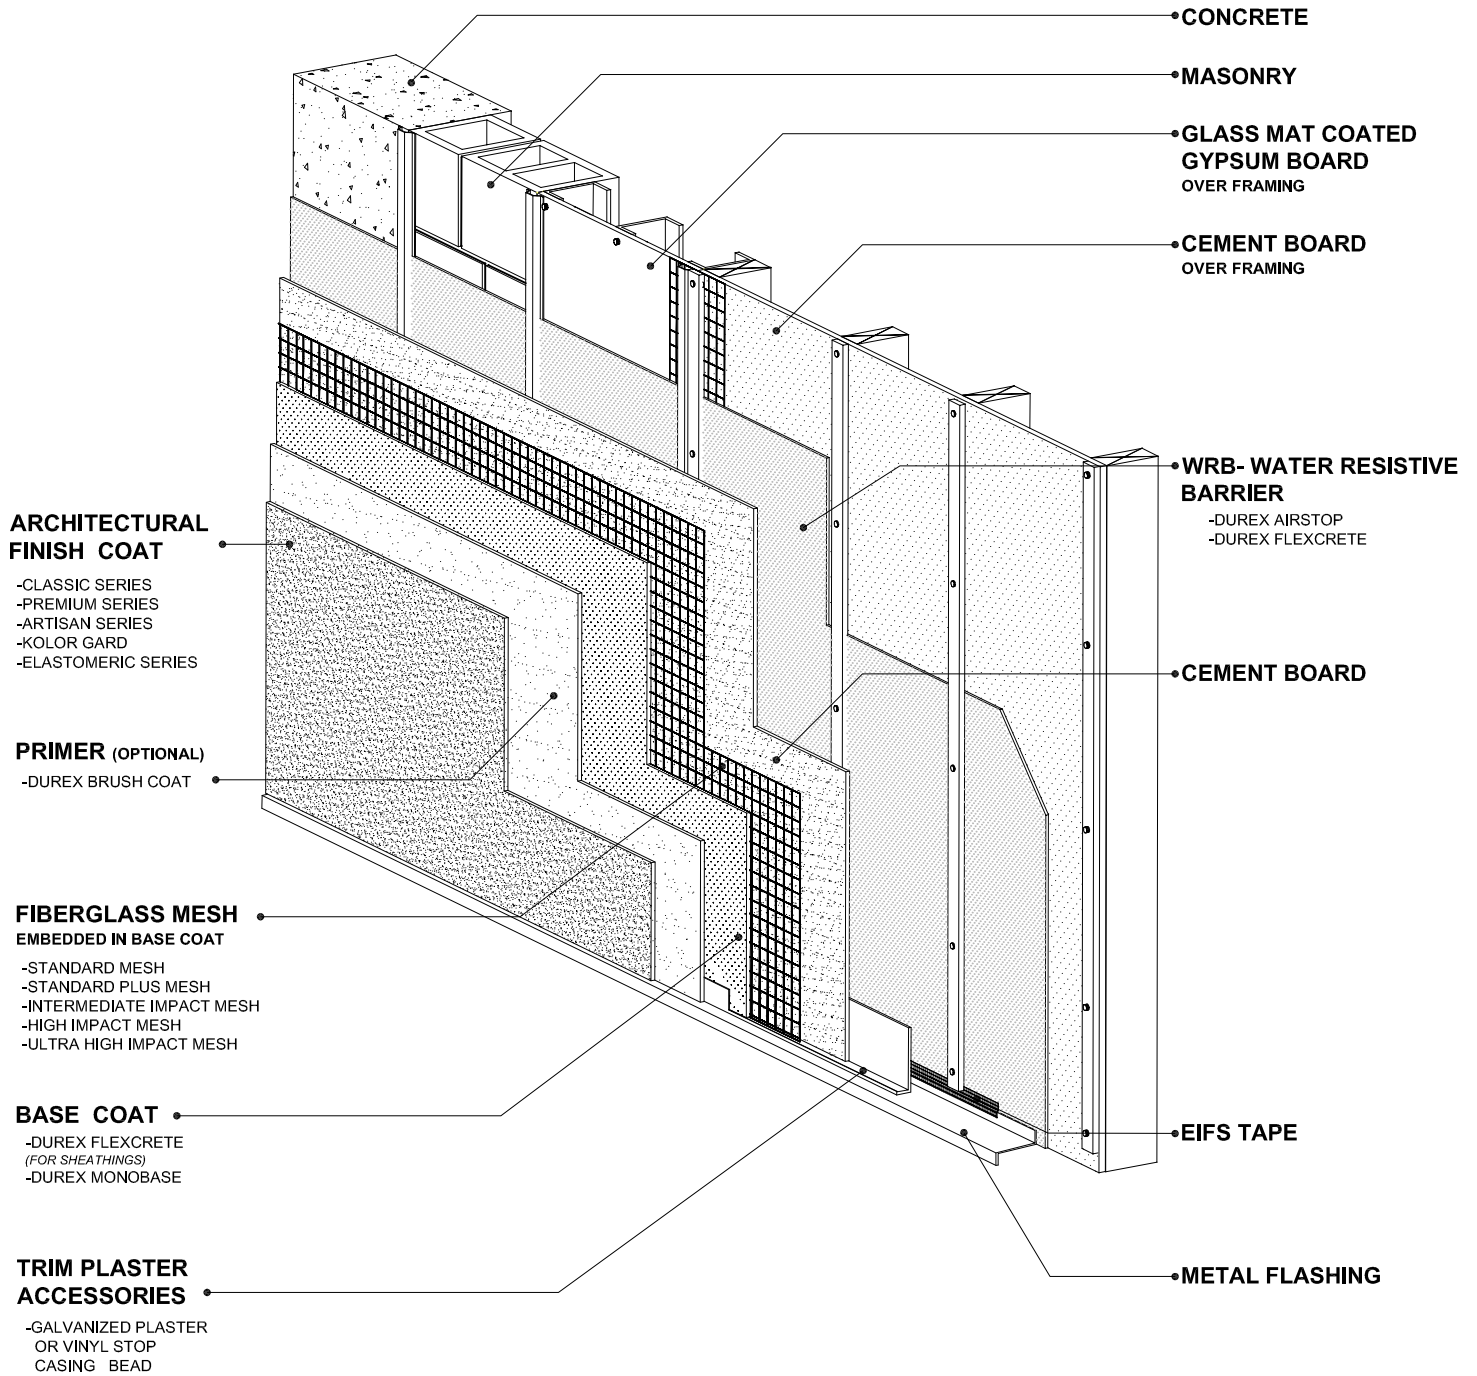 CONCRETE
MASONRY
GLASS MAT COATED
GYPSUM BOARD
OVER FRAMING
CEMENT BOARD
OVER FRAMING
WRB- WATER RESISTIVE
BARRIER
-DUREX AIRSTOP
-DUREX FLEXCRETE
CEMENT BOARD
EIFS TAPE
METAL FLASHING
ARCHITECTURAL
FINISH COAT
-CLASSIC SERIES
-PREMIUM SERIES
-ARTISAN SERIES
-KOLOR GARD
-ELASTOMERIC SERIES
PRIMER (OPTIONAL)
-DUREX BRUSH COAT
FIBERGLASS MESH
EMBEDDED IN BASE COAT
-STANDARD MESH
-STANDARD PLUS MESH
-INTERMEDIATE IMPACT MESH
-HIGH IMPACT MESH
-ULTRA HIGH IMPACT MESH
BASE COAT
-DUREX FLEXCRETE
(FOR SHEATHINGS)
-DUREX MONOBASE
TRIM PLASTER
ACCESSORIES
-GALVANIZED PLASTER
OR VINYL STOP
CASING BEAD